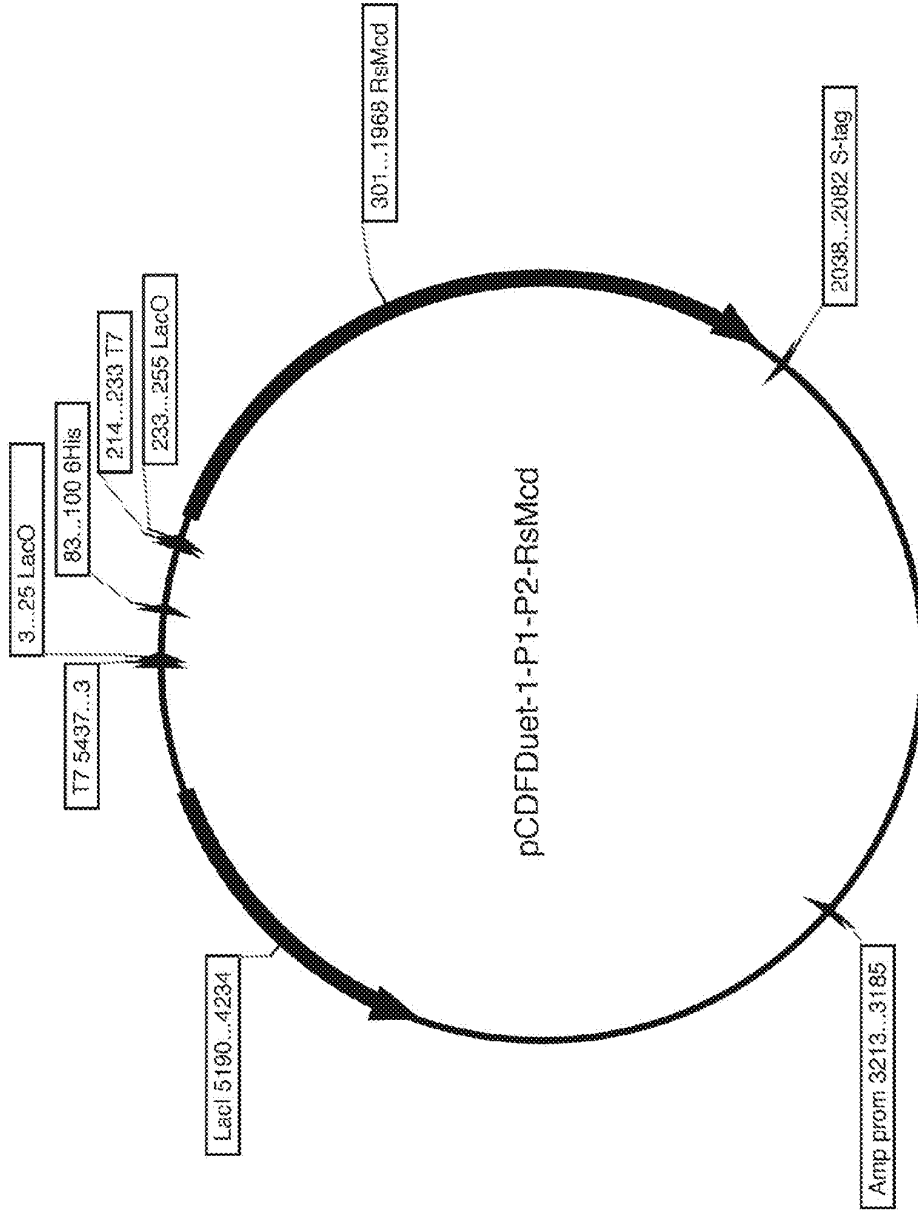 T7 5437...3
3...25 LacO
83...100 6His
214...233 T7
233...255 LacO
301...1968 RsMcd
2038...2082 S-tag
Amp prom 3213...3185
LacI 5190...4234
pCDFDuet-1-P1-P2-RsMcd